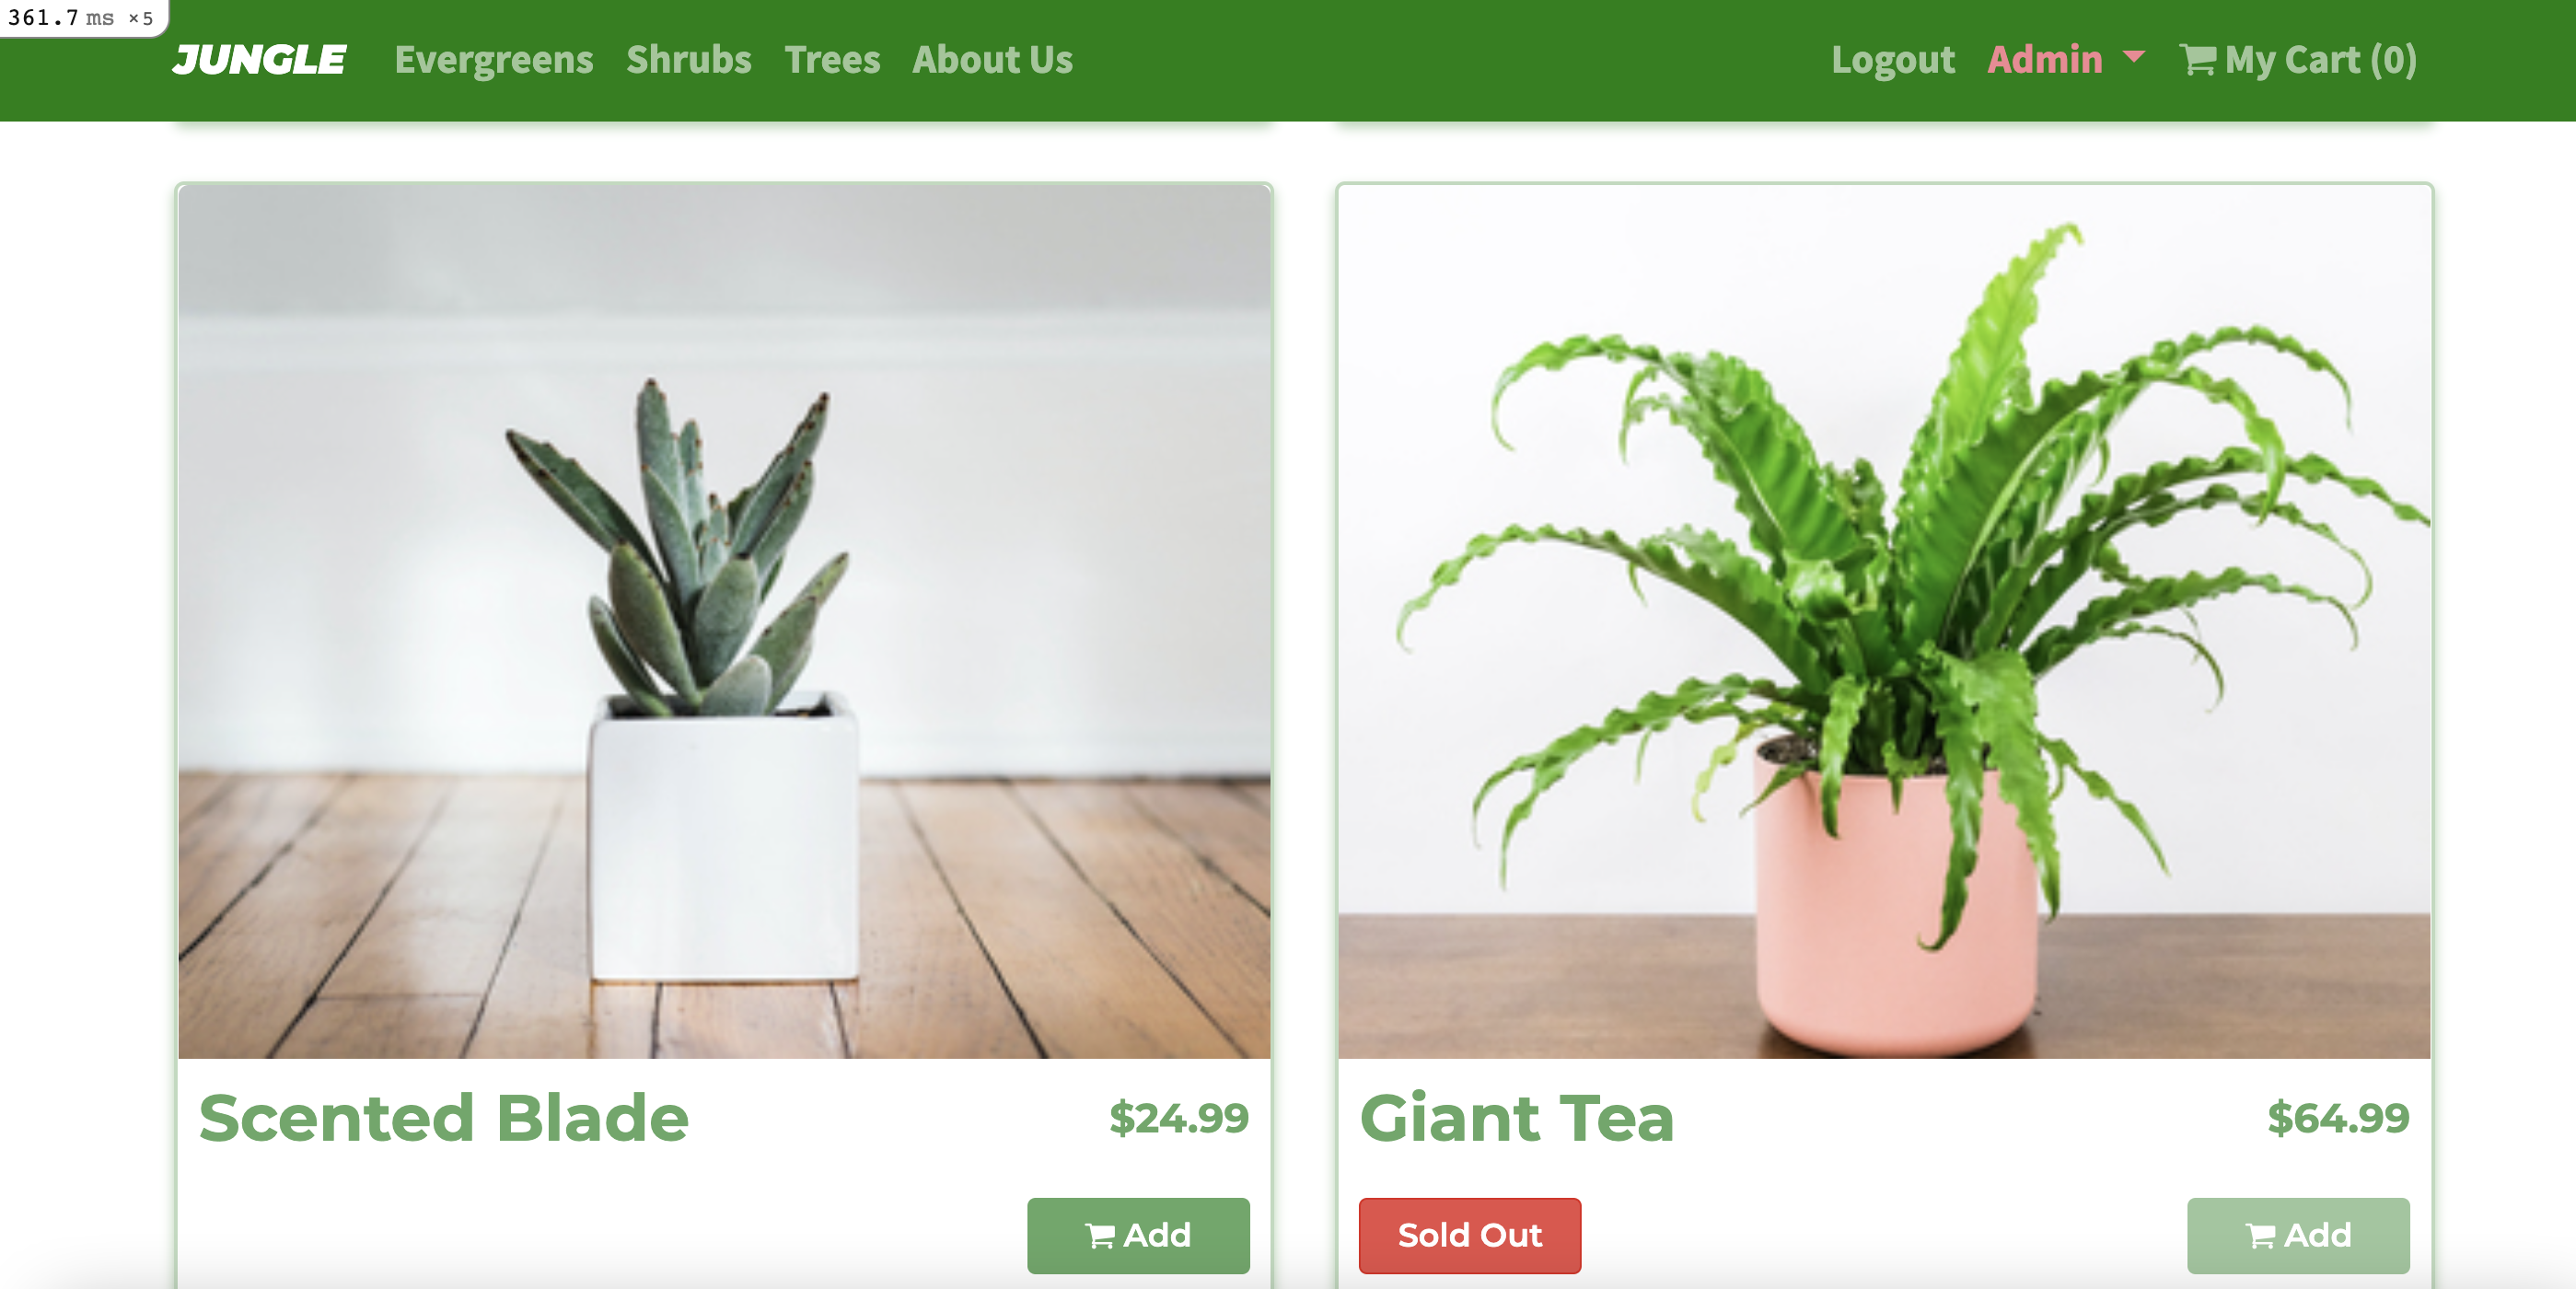 361.7 ms ×5
JUNGLE Evergreens Shrubs Trees About Us Logout Admin My Cart (0)
Scented Blade $24.99
Giant Tea $64.99
Add
Sold Out Add